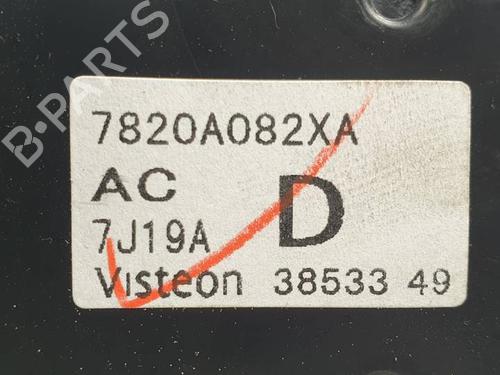 B-PARTS
7820A082XA
AC
D
7J19A
Visteon 38533 49